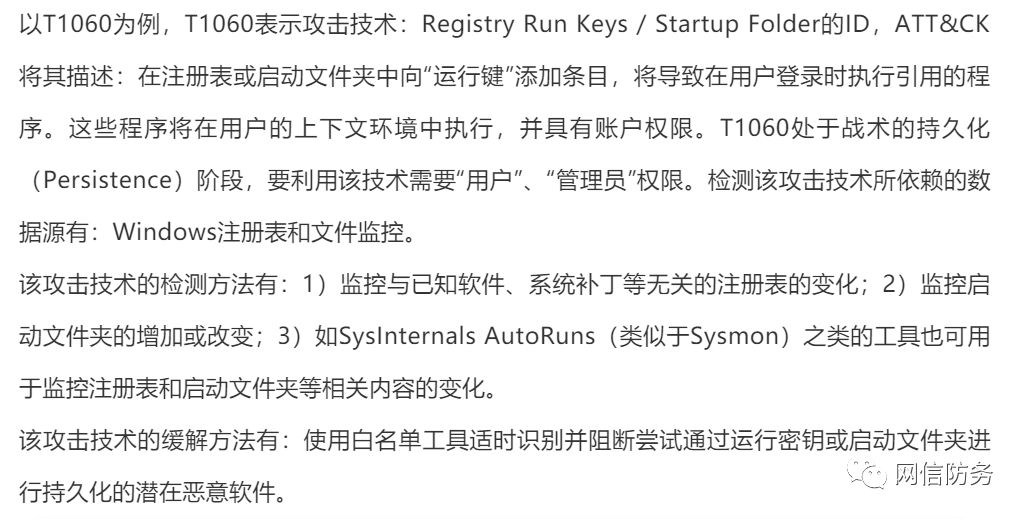 以T1060为例，T1060表示攻击技术：Registry Run Keys / Startup Folder的ID，ATT&CK
将其描述：在注册表或启动文件夹中向“运行键”添加条目，将导致在用户登录时执行引用的程
序。这些程序将在用户的上下文环境中执行，并具有账户权限。T1060处于战术的持久化
（Persistence）阶段，要利用该技术需要“用户”、“管理员”权限。检测该攻击技术所依赖的数
据源有：Windows注册表和文件监控。
该攻击技术的检测方法有：1）监控与已知软件、系统补丁等无关的注册表的变化；2）监控启
动文件夹的增加或改变；3）如SysInternals AutoRuns（类似于Sysmon）之类的工具也可用
于监控注册表和启动文件夹等相关内容的变化。
该攻击技术的缓解方法有：使用白名单工具适时识别并阻断尝试通过运行密钥或启动文件夹进
行持久化的潜在恶意软件。
网信防务